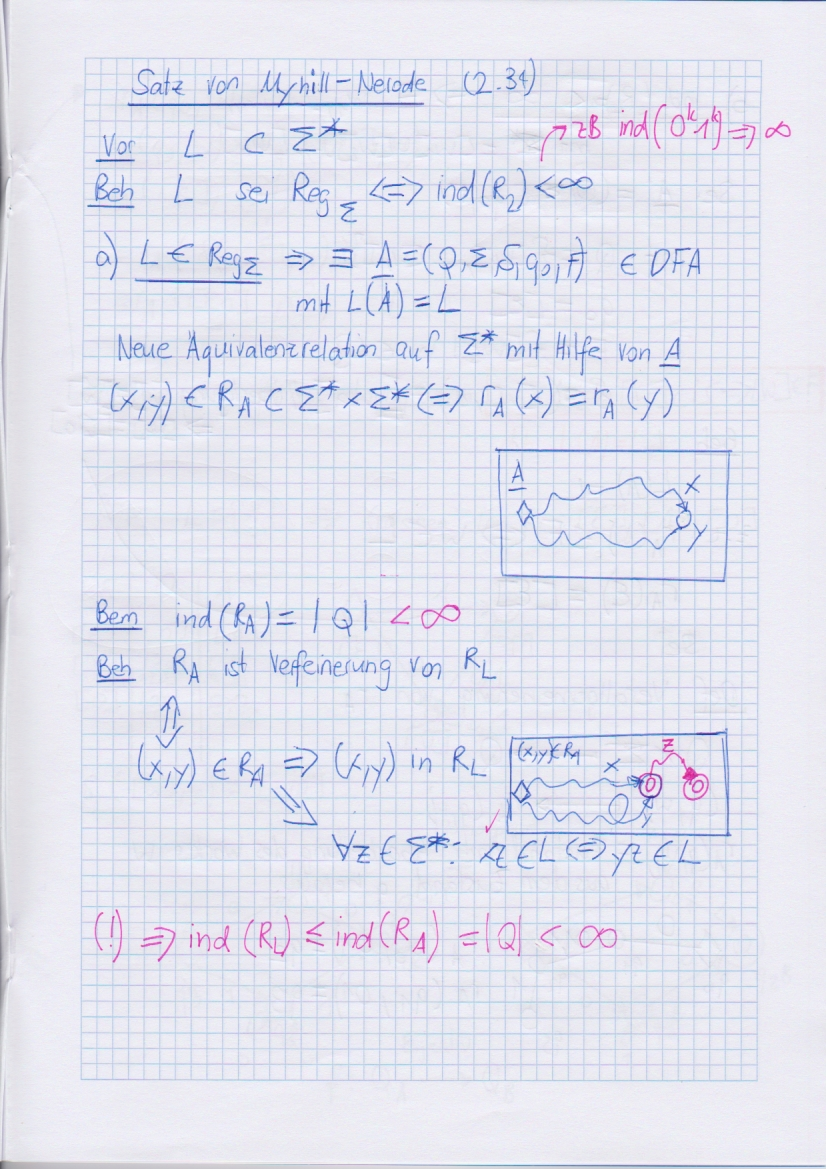 Satz von Myhill-Nerode (2.34)
zB ind(0^k 1^k) => ∞
Vor L ⊂ Σ*
Beh L sei Reg_Σ <=> ind(R_L) < ∞
a) L ∈ Reg_Σ => ∃ A = (Q, Σ, δ, q_0, F) ∈ DFA
mit L(A) = L
Neue Äquivalenzrelation auf Σ* mit Hilfe von A
(x,y) ∈ R_A ⊂ Σ* x Σ* <=> r_A(x) = r_A(y)
A x
y
Bem ind(R_A) = |Q| < ∞
Beh R_A ist Verfeinerung von R_L
⇕
(x,y) ∈ R_A => (x,y) in R_L
(x,y) ∈ R_A x z
y
∀z ∈ Σ*: xz ∈ L <=> yz ∈ L
(!) => ind(R_L) ≤ ind(R_A) = |Q| < ∞